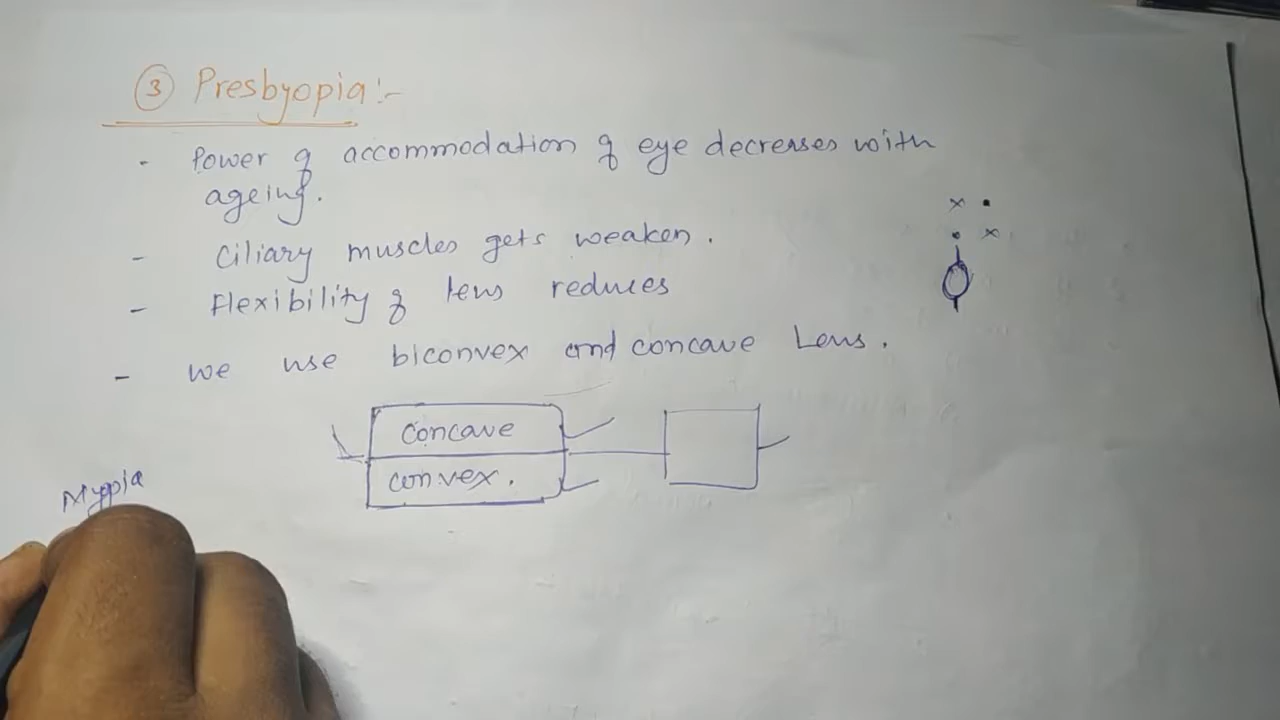 ③ Presbyopia:-
- Power of accommodation of eye decreses with
ageing.
- Ciliary muscles gets weaken.
- Flexibility of lens reduces
- We use biconvex and concave Lens.
Concave
convex.
Myopia